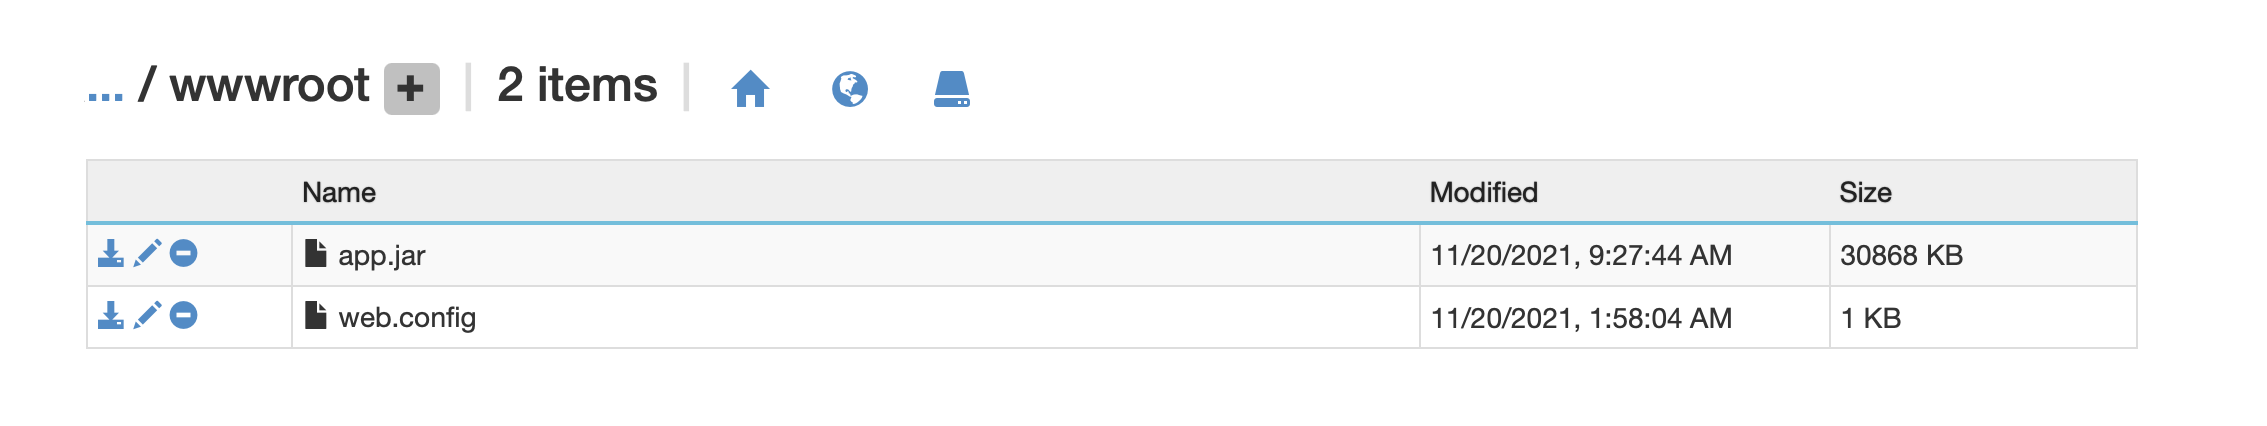 ... / wwwroot + | 2 items |
Name Modified Size
app.jar 11/20/2021, 9:27:44 AM 30868 KB
web.config 11/20/2021, 1:58:04 AM 1 KB